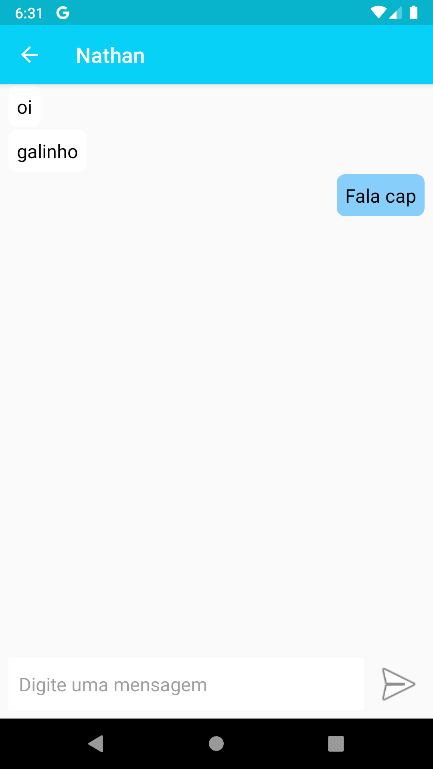 6:31 G
Nathan
oi
galinho
Fala cap
Digite uma mensagem